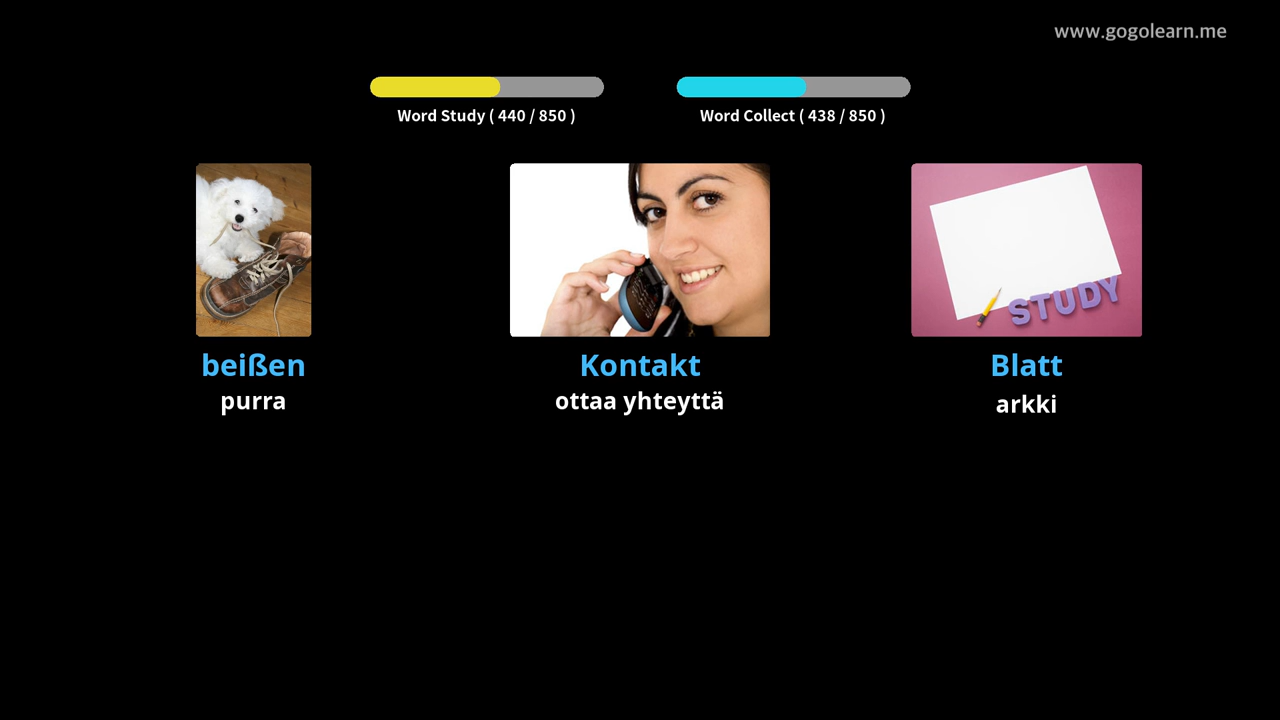 www.gogolearn.me
Word Study ( 440 / 850 )
Word Collect ( 438 / 850 )
STUDY
beißen
purra
Kontakt
ottaa yhteyttä
Blatt
arkki